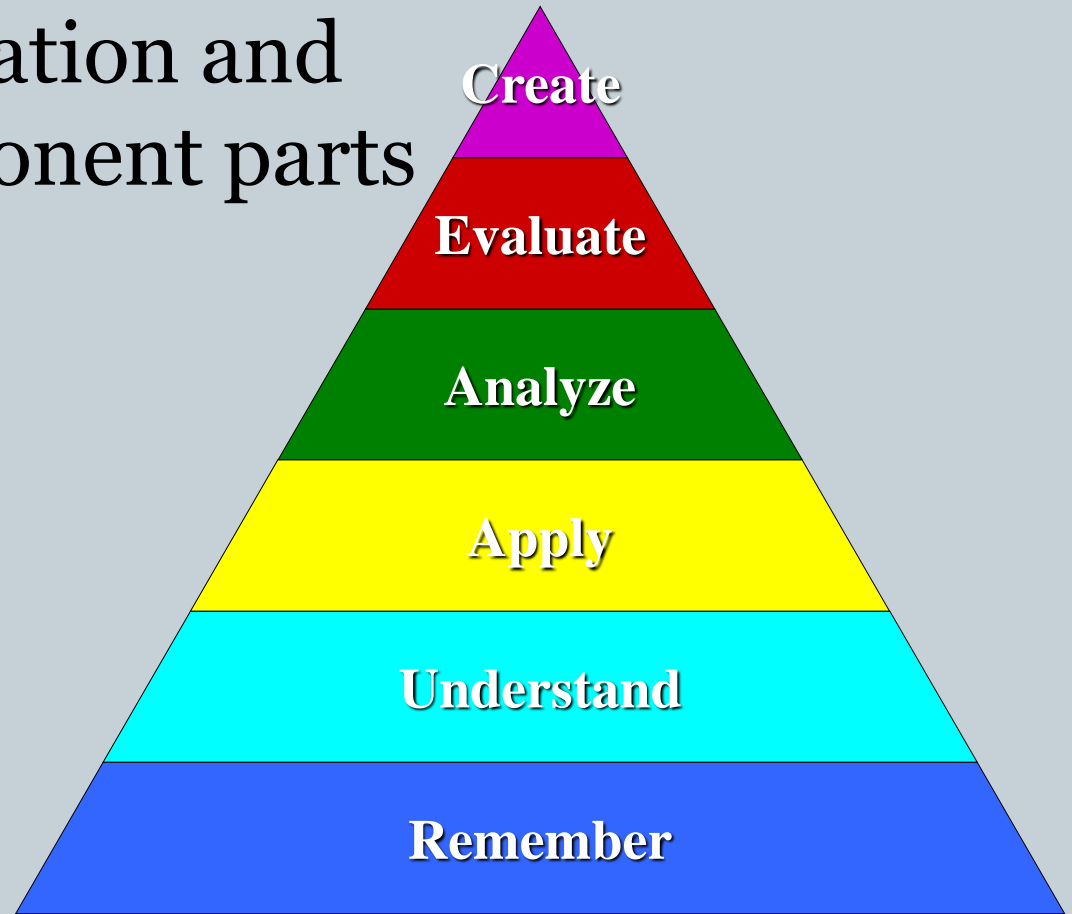 ation and
onent parts
Create
Evaluate
Analyze
Apply
Understand
Remember